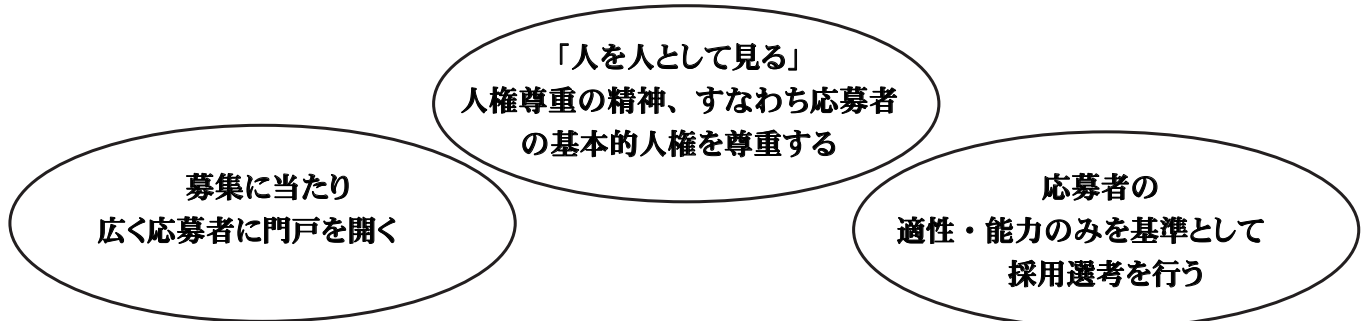 「人を人として見る」
人権尊重の精神、すなわち応募者
の基本的人権を尊重する
募集に当たり
広く応募者に門戸を開く
応募者の
適性・能力のみを基準として
採用選考を行う